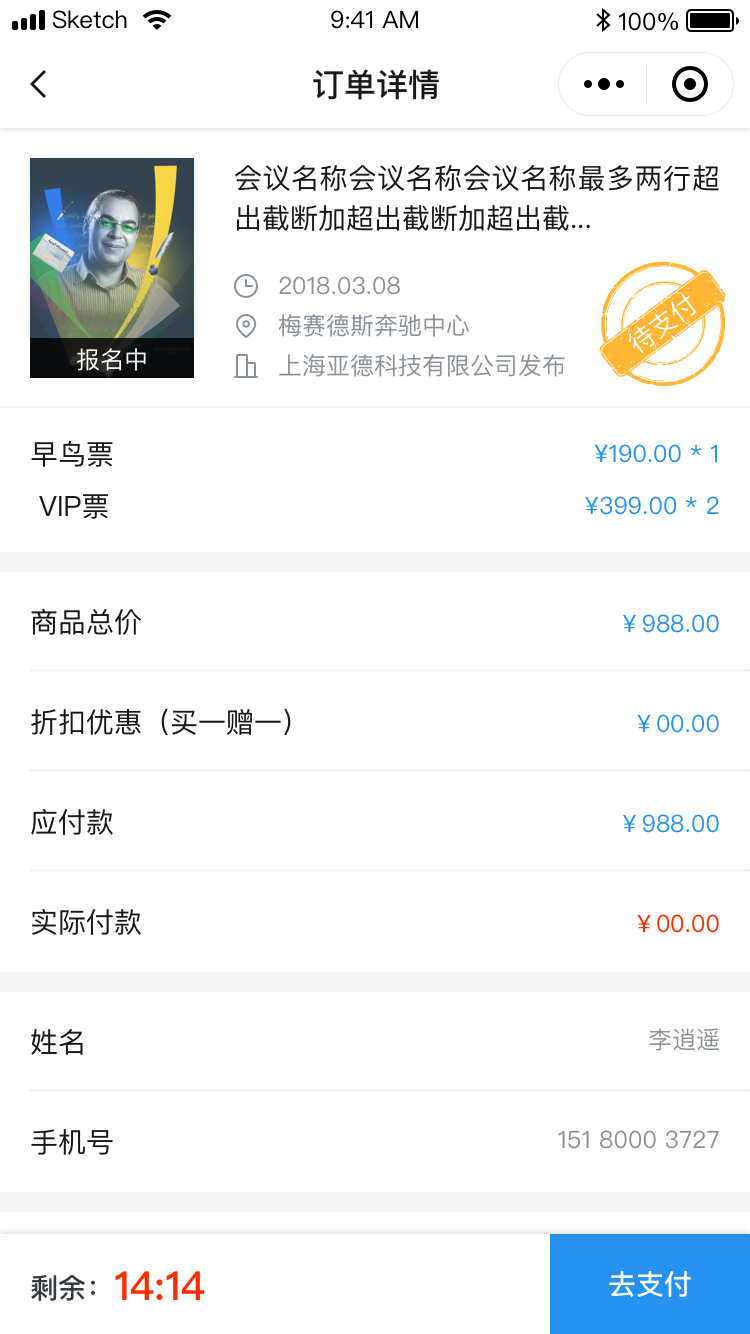 Sketch 9:41 AM 100%
订单详情
会议名称会议名称会议名称最多两行超
出截断加超出截断加超出截...
2018.03.08
梅赛德斯奔驰中心
上海亚德科技有限公司发布
待支付
报名中
早鸟票 ¥190.00 * 1
VIP票 ¥399.00 * 2
商品总价 ¥ 988.00
折扣优惠（买一赠一） ¥ 00.00
应付款 ¥ 988.00
实际付款 ¥ 00.00
姓名 李逍遥
手机号 151 8000 3727
剩余： 14:14 去支付